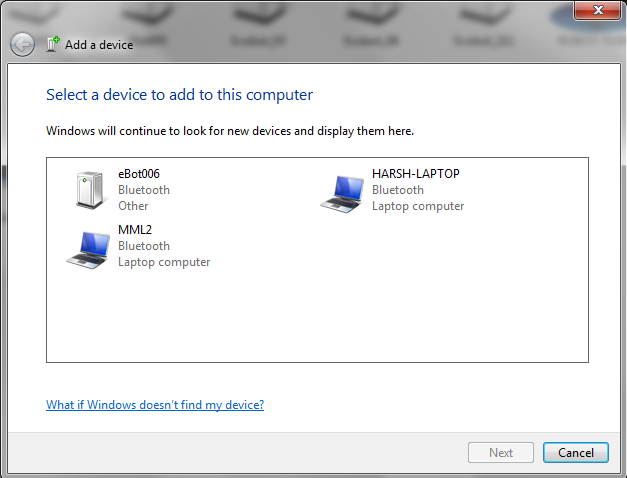 Add a device
Select a device to add to this computer
Windows will continue to look for new devices and display them here.
eBot006
Bluetooth
Other
HARSH-LAPTOP
Bluetooth
Laptop computer
MML2
Bluetooth
Laptop computer
What if Windows doesn't find my device?
Next
Cancel